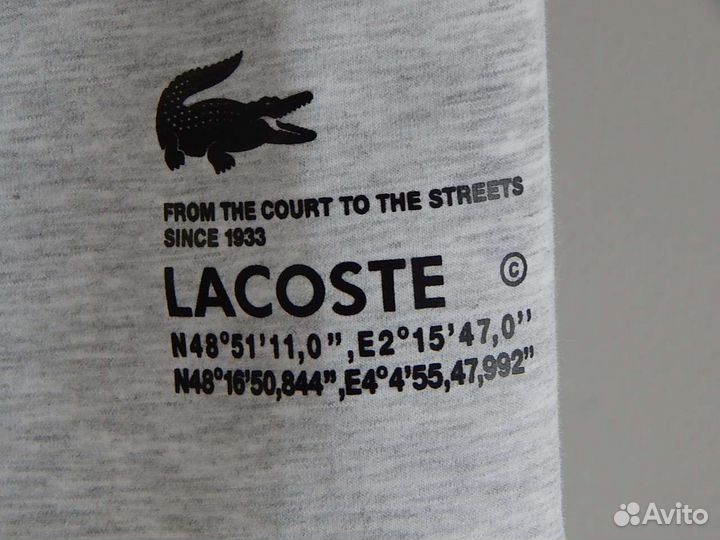 FROM THE COURT TO THE STREETS
SINCE 1933
LACOSTE ©
N48°51'11,0",E2°15'47,0''
N48°16'50,844",E4°4'55,47,992"
Avito